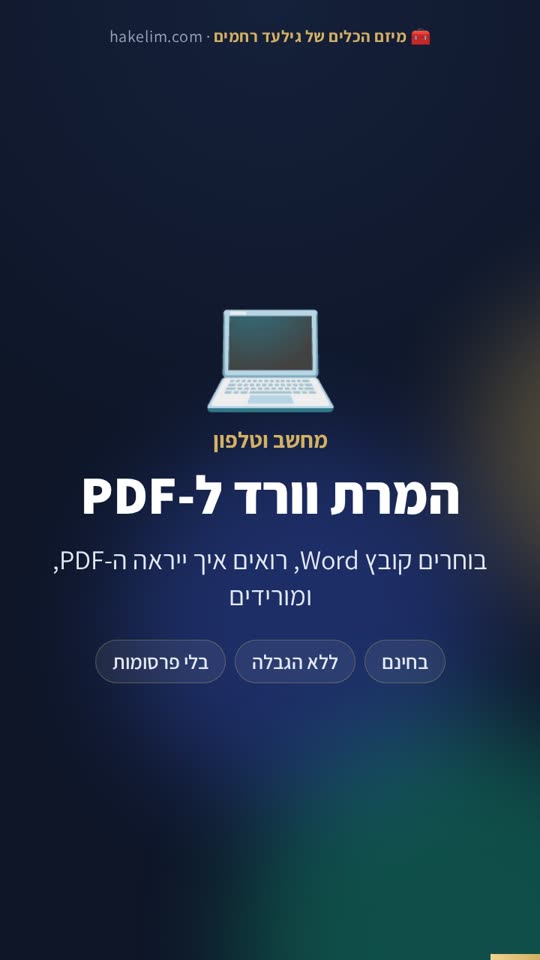 🧰 מיזם הכלים של גילעד רחמים · hakelim.com
מחשב וטלפון
המרת וורד ל-PDF
בוחרים קובץ Word, רואים איך ייראה ה-PDF,
ומורידים
בחינם
ללא הגבלה
בלי פרסומות